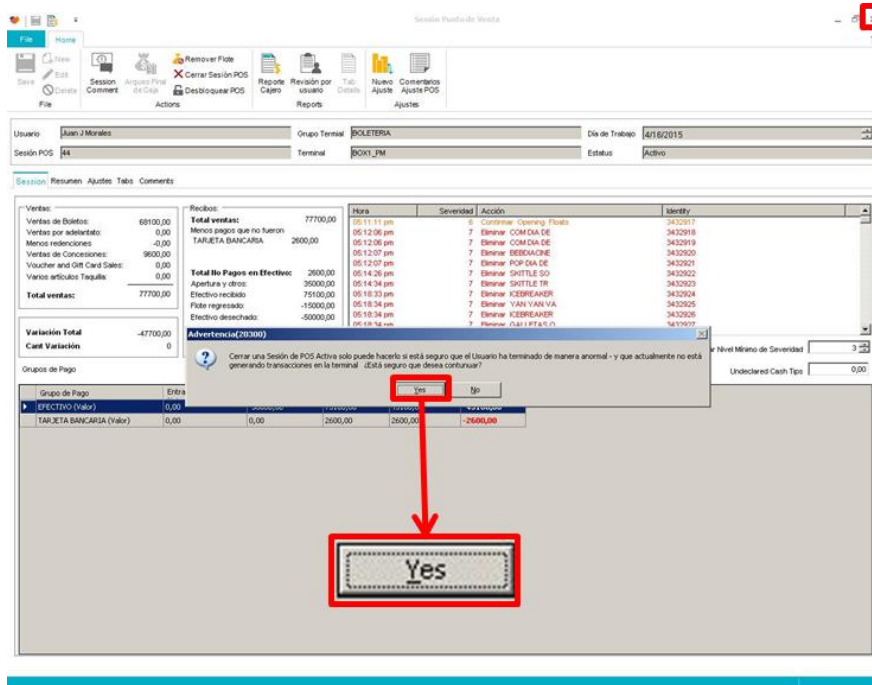 Sesión Punto de Venta
File Home
Save New Edit Delete
Session Comment
Arqueo Final de Caja
Remover Flote
Cerrar Sesión POS
Desbloquear POS
Reporte Cajero
Revisión por usuario
Tab Details
Nuevo Ajuste
Comentarios Ajuste POS
File Actions Reports Ajustes
Usuario Juan J Morales Grupo Termial BOLETERIA Día de Trabajo 4/16/2015
Sesión POS 44 Terminal BOX1_PM Estatus Activo
Session Resumen Ajustes Tabs Comments
Ventas:
Ventas de Boletos: 68100,00
Ventas por adelantato: 0,00
Menos redenciones -0,00
Ventas de Concesiones: 9600,00
Voucher and Gift Card Sales: 0,00
Varios artículos Taquilla: 0,00
Total ventas: 77700,00
Variación Total -47700,00
Cant Variación 0
Recibos:
Total ventas: 77700,00
Menos pagos que no fueron
TARJETA BANCARIA 2600,00
Total No Pagos en Efectivo: 2600,00
Apertura y otros: 35000,00
Efectivo recibido 75100,00
Flote regresado: -15000,00
Efectivo desechado: -50000,00
Hora Severidad Acción Identity
05:11:11 pm 6 Confirmar Opening Floats 3432917
05:12:06 pm 7 Eliminar COM DIA DE 3432918
05:12:06 pm 7 Eliminar COM DIA DE 3432919
05:12:07 pm 7 Eliminar BEBDIACINE 3432920
05:12:07 pm 7 Eliminar POP DIA DE 3432921
05:14:26 pm 7 Eliminar SKITTLE SO 3432922
05:14:34 pm 7 Eliminar SKITTLE TR 3432923
05:18:33 pm 7 Eliminar ICEBREAKER 3432924
05:18:34 pm 7 Eliminar YAN YAN VA 3432925
05:18:34 pm 7 Eliminar ICEBREAKER 3432926
05:18:34 pm 7 Eliminar GALLETAS O 3432927
Nivel Mínimo de Severidad 3
Undeclared Cash Tips 0,00
Advertencia(20300)
Cerrar una Sesión de POS Activa solo puede hacerlo si está seguro que el Usuario ha terminado de manera anormal - y que actualmente no está
generando transacciones en la terminal ¿Está seguro que desea contunuar?
Yes No
Grupos de Pago
Grupo de Pago Entra
EFECTIVO (Valor) 0,00
TARJETA BANCARIA (Valor) 0,00 0,00 2600,00 2600,00 -2600,00
Yes